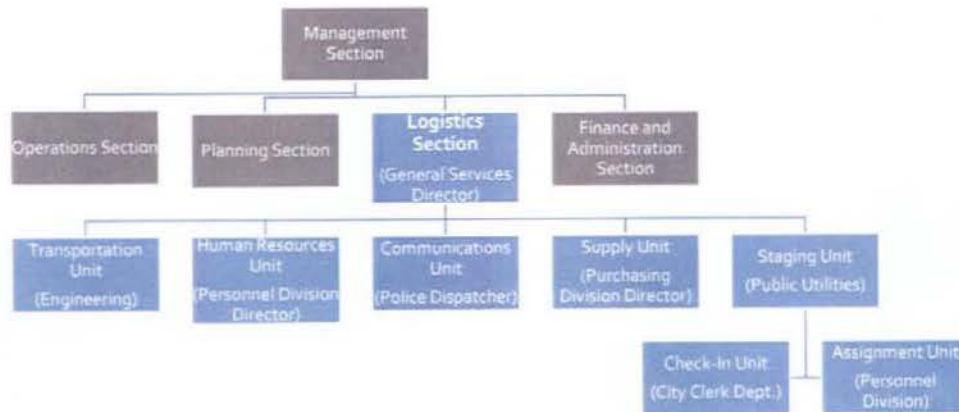 Management
Section
Operations Section
Planning Section
Logistics
Section
(General Services
Director)
Finance and
Administration
Section
Transportation
Unit
(Engineering)
Human Resources
Unit
(Personnel Division
Director)
Communications
Unit
(Police Dispatcher)
Supply Unit
(Purchasing
Division Director)
Staging Unit
(Public Utilities)
Check-In Unit
(City Clerk Dept.)
Assignment Unit
(Personnel
Division)